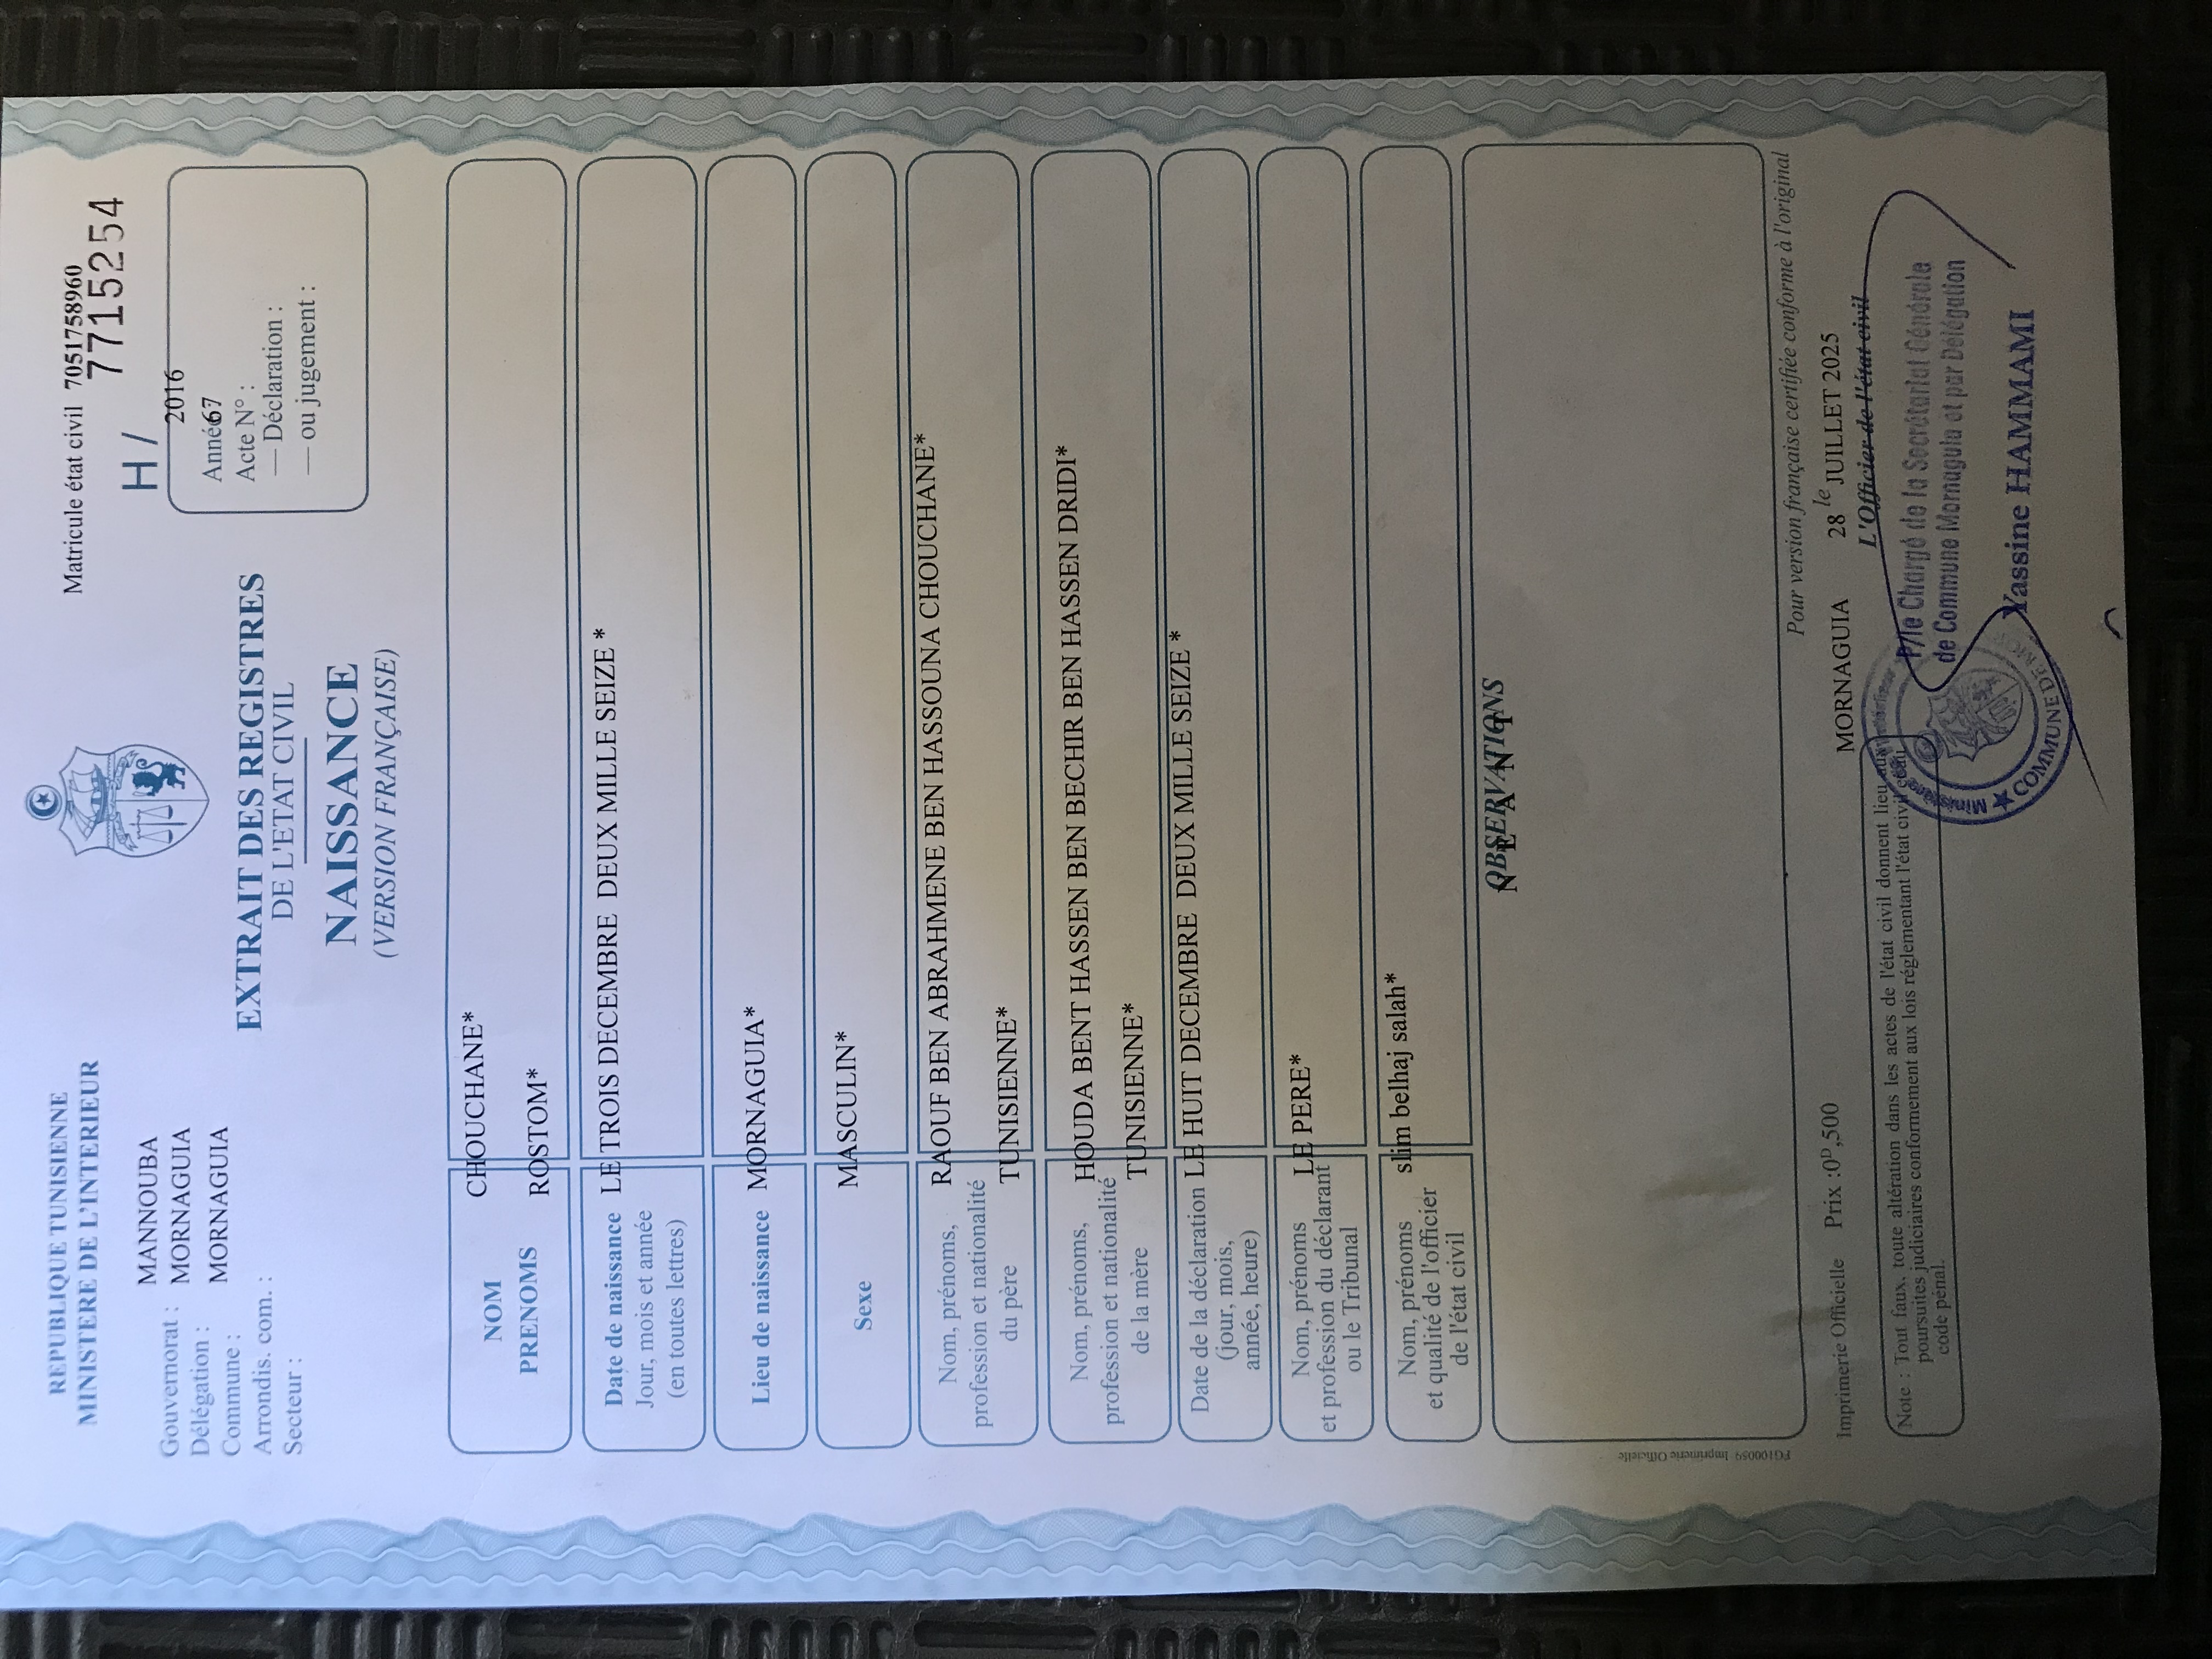 REPUBLIQUE TUNISIENNE
MINISTERE DE L'INTERIEUR
Gouvernorat : MANNOUBA
Délégation : MORNAGUIA
Commune : MORNAGUIA
Arrondis. com. :
Secteur :
Matricule état civil 7051758960
H / 7715254
2016
Année 67
Acte N° :
— Déclaration :
— ou jugement :
EXTRAIT DES REGISTRES
DE L'ETAT CIVIL
NAISSANCE
(VERSION FRANÇAISE)
NOM CHOUCHANE*
PRENOMS ROSTOM*
Date de naissance LE TROIS DECEMBRE DEUX MILLE SEIZE *
Jour, mois et année
(en toutes lettres)
Lieu de naissance MORNAGUIA*
Sexe MASCULIN*
Nom, prénoms, RAOUF BEN ABRAHMENE BEN HASSOUNA CHOUCHANE*
profession et nationalité
du père TUNISIENNE*
Nom, prénoms, HOUDA BENT HASSEN BEN BECHIR BEN HASSEN DRIDI*
profession et nationalité
de la mère TUNISIENNE*
Date de la déclaration LE HUIT DECEMBRE DEUX MILLE SEIZE *
(jour, mois,
année, heure)
Nom, prénoms LE PERE*
et profession du déclarant
ou le Tribunal
Nom, prénoms slim belhaj salah*
et qualité de l'officier
de l'état civil
OBSERVATIONS
N E A N T
FG100059 Imprimerie Officielle
Pour version française certifiée conforme à l'original
Imprimerie Officielle Prix :0ᴰ,500
MORNAGUIA le 28 JUILLET 2025
L'Officier de l'état civil
P/le Chargé de la Secrétariat Générale
de Commune Mornaguia et par Délégation
Yassine HAMMAMI
COMMUNE DE
Note : Tout faux, toute altération dans les actes de l'état civil donnent lieu aux
poursuites judiciaires conformement aux lois réglementant l'état civil et au
code pénal.